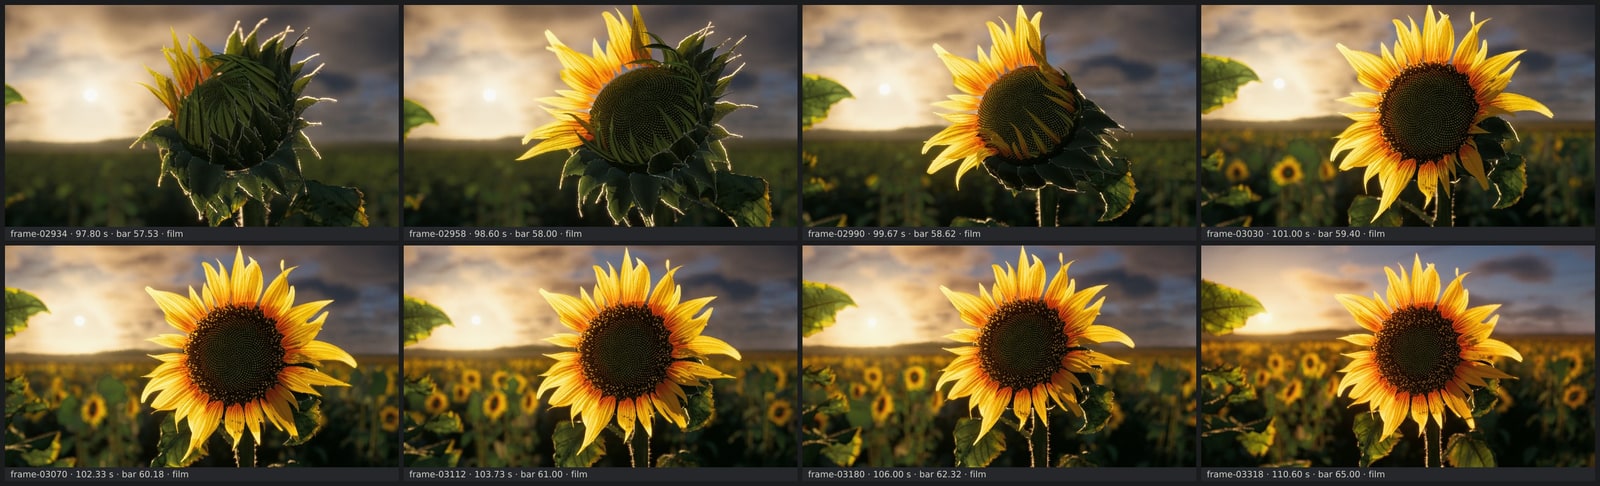 frame-02934 · 97.80 s · bar 57.53 · film
frame-02958 · 98.60 s · bar 58.00 · film
frame-02990 · 99.67 s · bar 58.62 · film
frame-03030 · 101.00 s · bar 59.40 · film
frame-03070 · 102.33 s · bar 60.18 · film
frame-03112 · 103.73 s · bar 61.00 · film
frame-03180 · 106.00 s · bar 62.32 · film
frame-03318 · 110.60 s · bar 65.00 · film